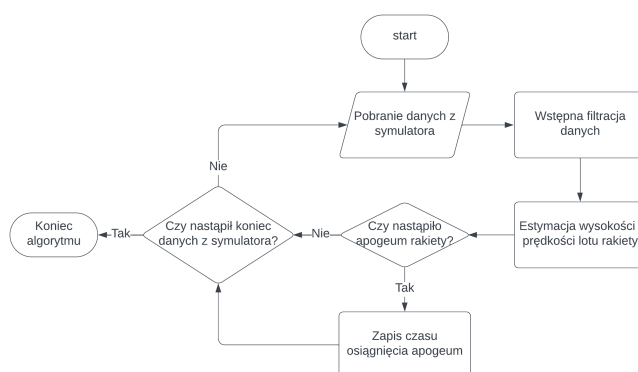 start
Pobranie danych z
symulatora
Wstępna filtracja
danych
Nie
Koniec
algorytmu
Tak
Czy nastąpił koniec
danych z symulatora?
Nie
Czy nastąpiło
apogeum rakiety?
Estymacja wysokości i
prędkości lotu rakiety
Tak
Zapis czasu
osiągnięcia apogeum